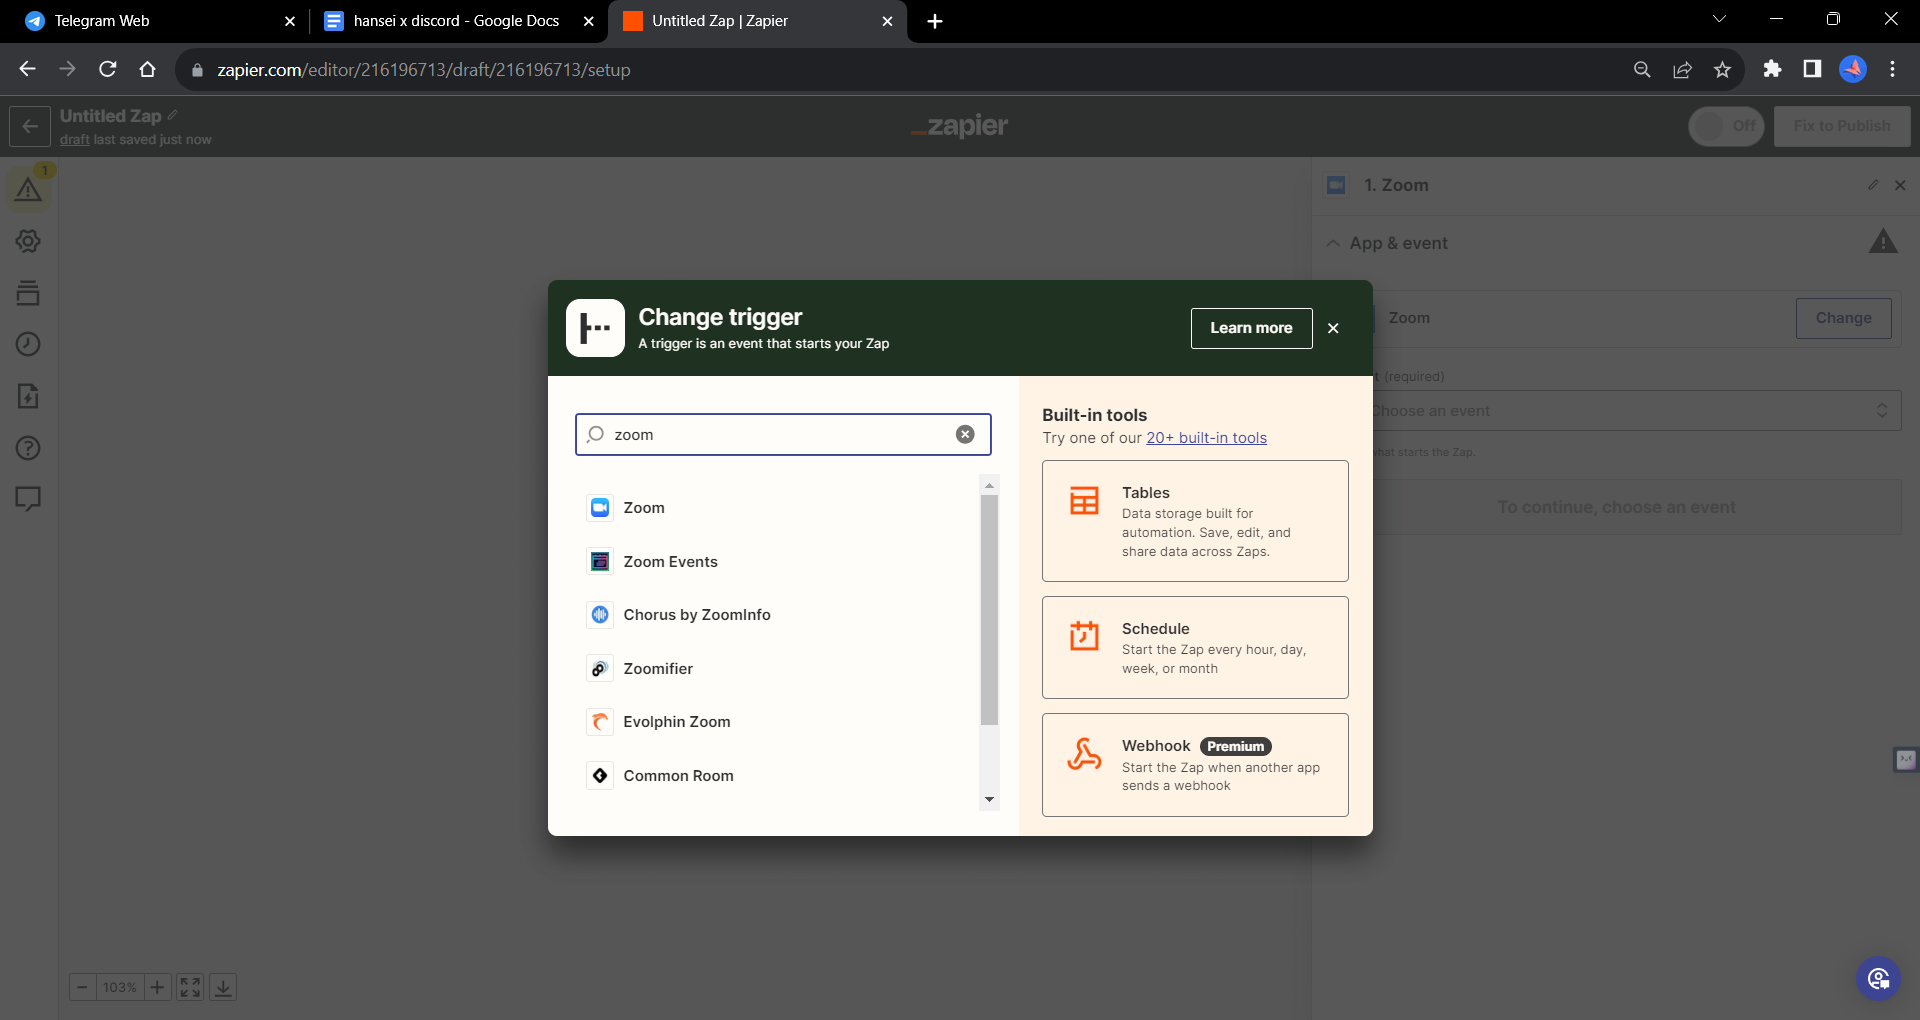 Telegram Web
hansei x discord - Google Docs
Untitled Zap | Zapier
zapier.com/editor/216196713/draft/216196713/setup
Untitled Zap
draft last saved just now
_zapier
Off
Fix to Publish
1
1. Zoom
App & event
Zoom
Change
t (required)
Choose an event
what starts the Zap.
To continue, choose an event
Change trigger
A trigger is an event that starts your Zap
Learn more
zoom
Zoom
Zoom Events
Chorus by ZoomInfo
Zoomifier
Evolphin Zoom
Common Room
Built-in tools
Try one of our 20+ built-in tools
Tables
Data storage built for
automation. Save, edit, and
share data across Zaps.
Schedule
Start the Zap every hour, day,
week, or month
Webhook Premium
Start the Zap when another app
sends a webhook
103%